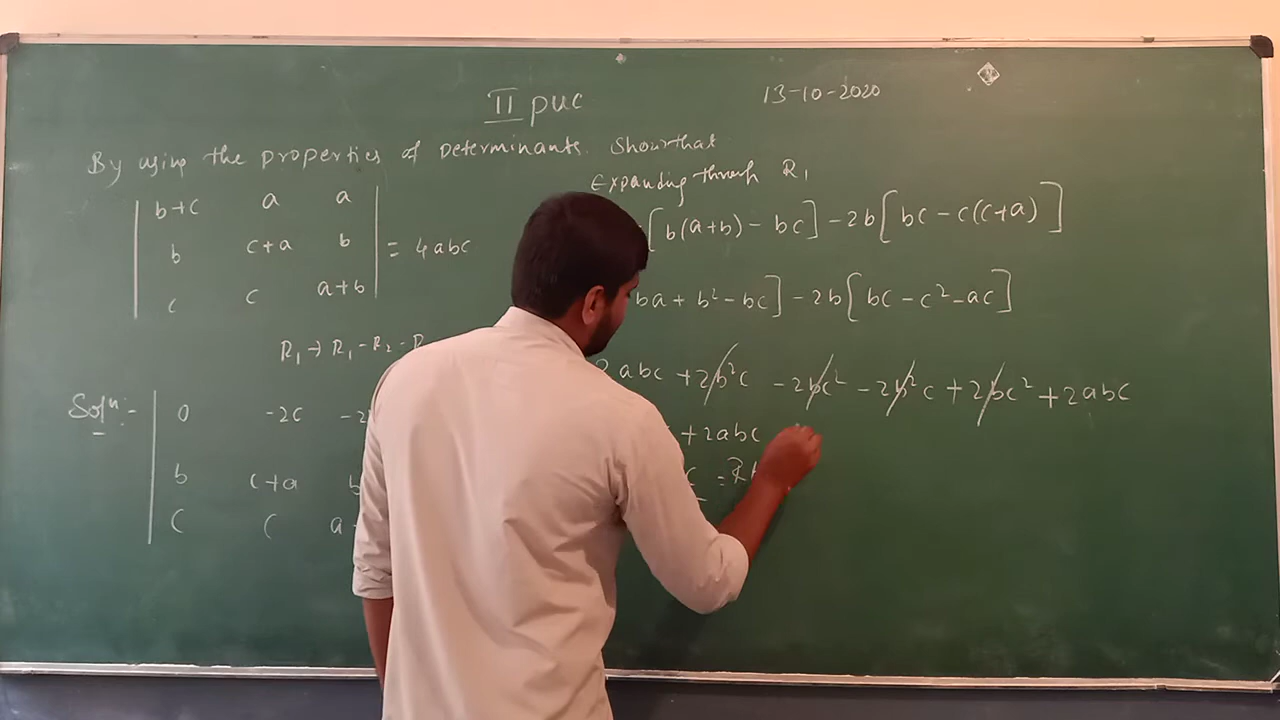 II puc
13-10-2020
By using the properties of Determinants. Show that
| b+c a a |
| b c+a b | = 4abc
| c c a+b |
R₁ → R₁ - R₂ -
Soln:- | 0 -2c
| b c+a b
| c c a
Expanding through R₁
[b(a+b) - bc] - 2b[bc - c(c+a)]
ba + b² - bc] - 2b[bc - c² - ac]
2abc + 2b²c - 2bc² - 2b²c + 2bc² + 2abc
+ 2abc
c = R